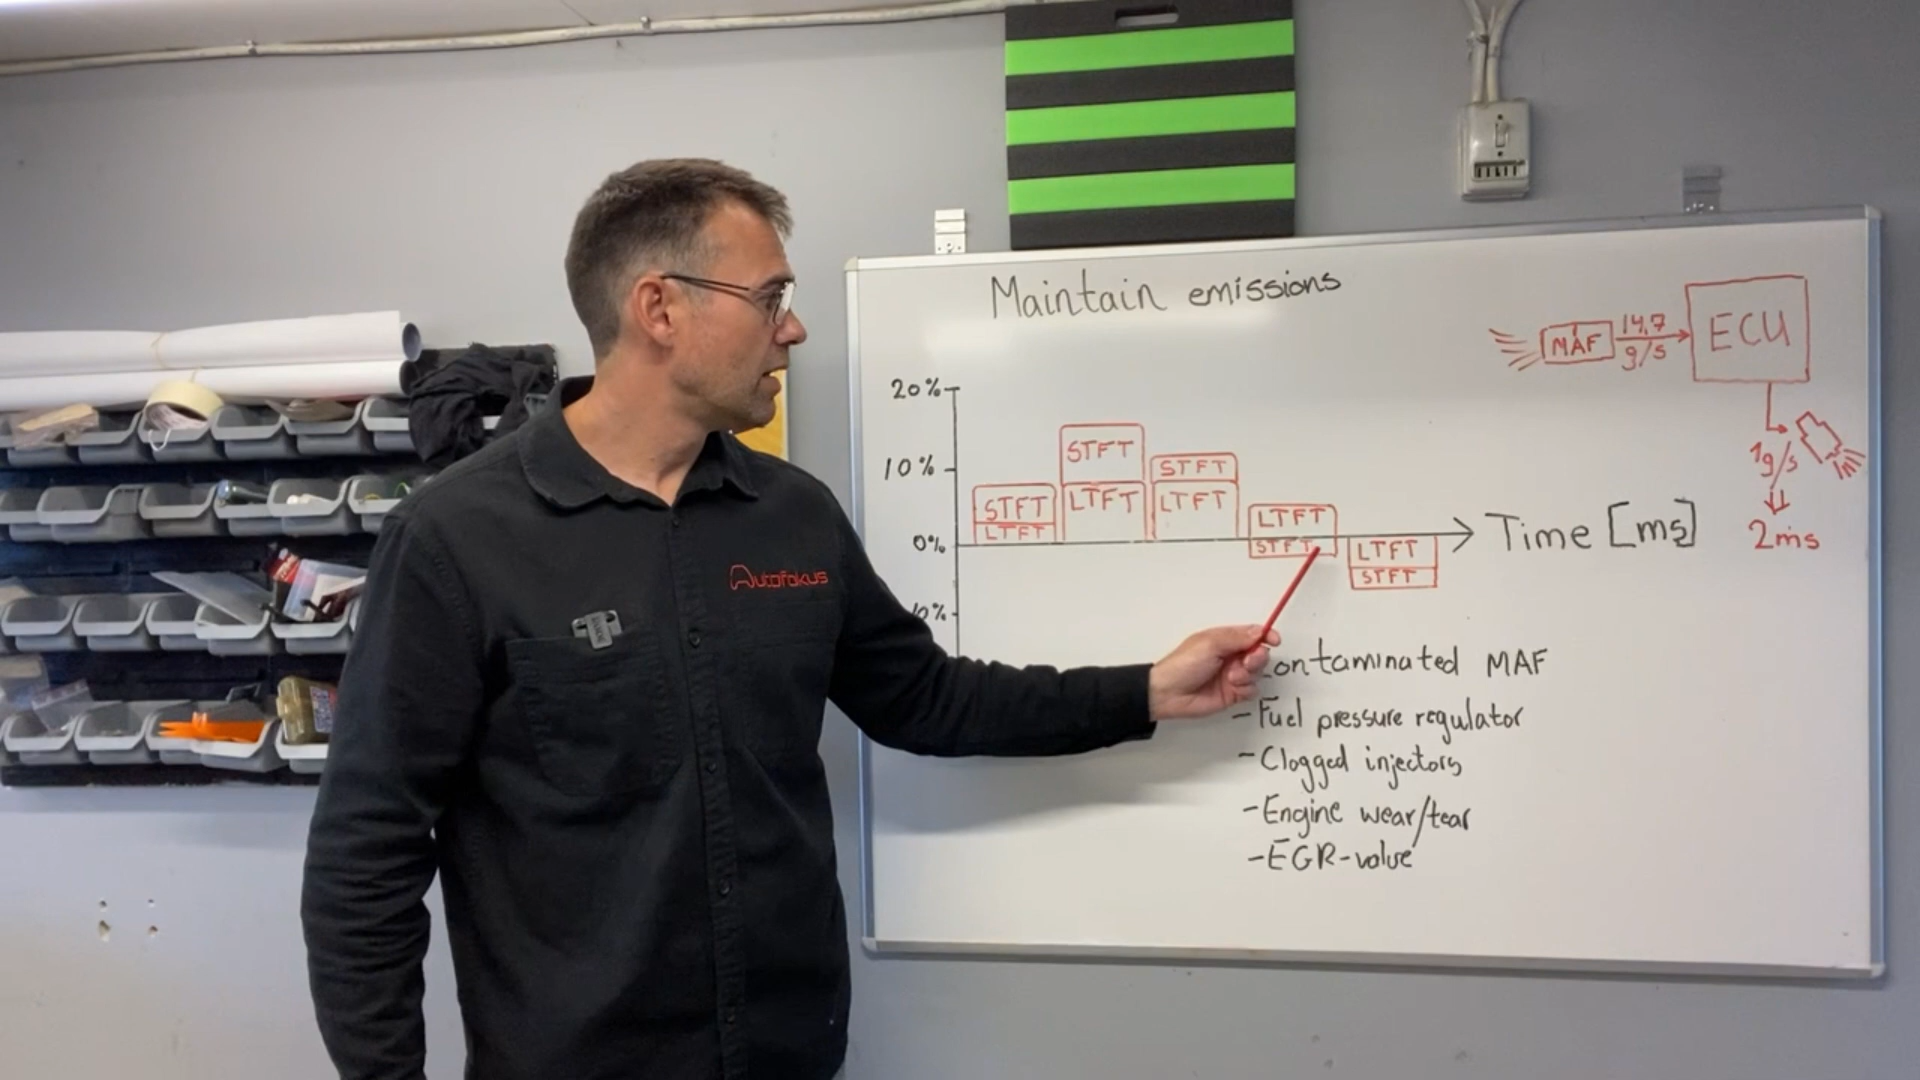 Maintain emissions
MAF
14,7
g/s
ECU
1g/s
2ms
20%
10%
0%
STFT
LTFT
STFT
LTFT
STFT
LTFT
LTFT
STFT
LTFT
STFT
Time [ms]
Autofokus
Contaminated MAF
- Fuel pressure regulator
- Clogged injectors
- Engine wear/tear
- EGR-valve